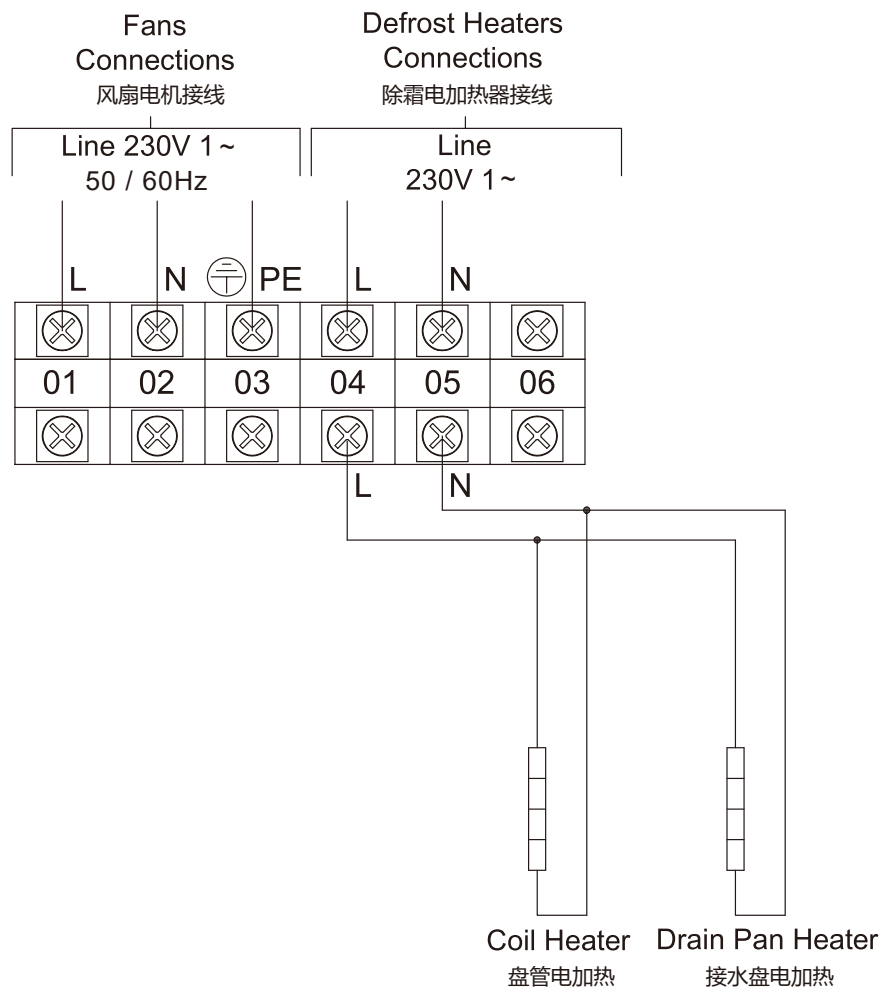 Fans
Connections
风扇电机接线
Defrost Heaters
Connections
除霜电加热器接线
Line 230V 1~
50 / 60Hz
Line
230V 1~
L N PE L N
01 02 03 04 05 06
L N
Coil Heater
盘管电加热
Drain Pan Heater
接水盘电加热